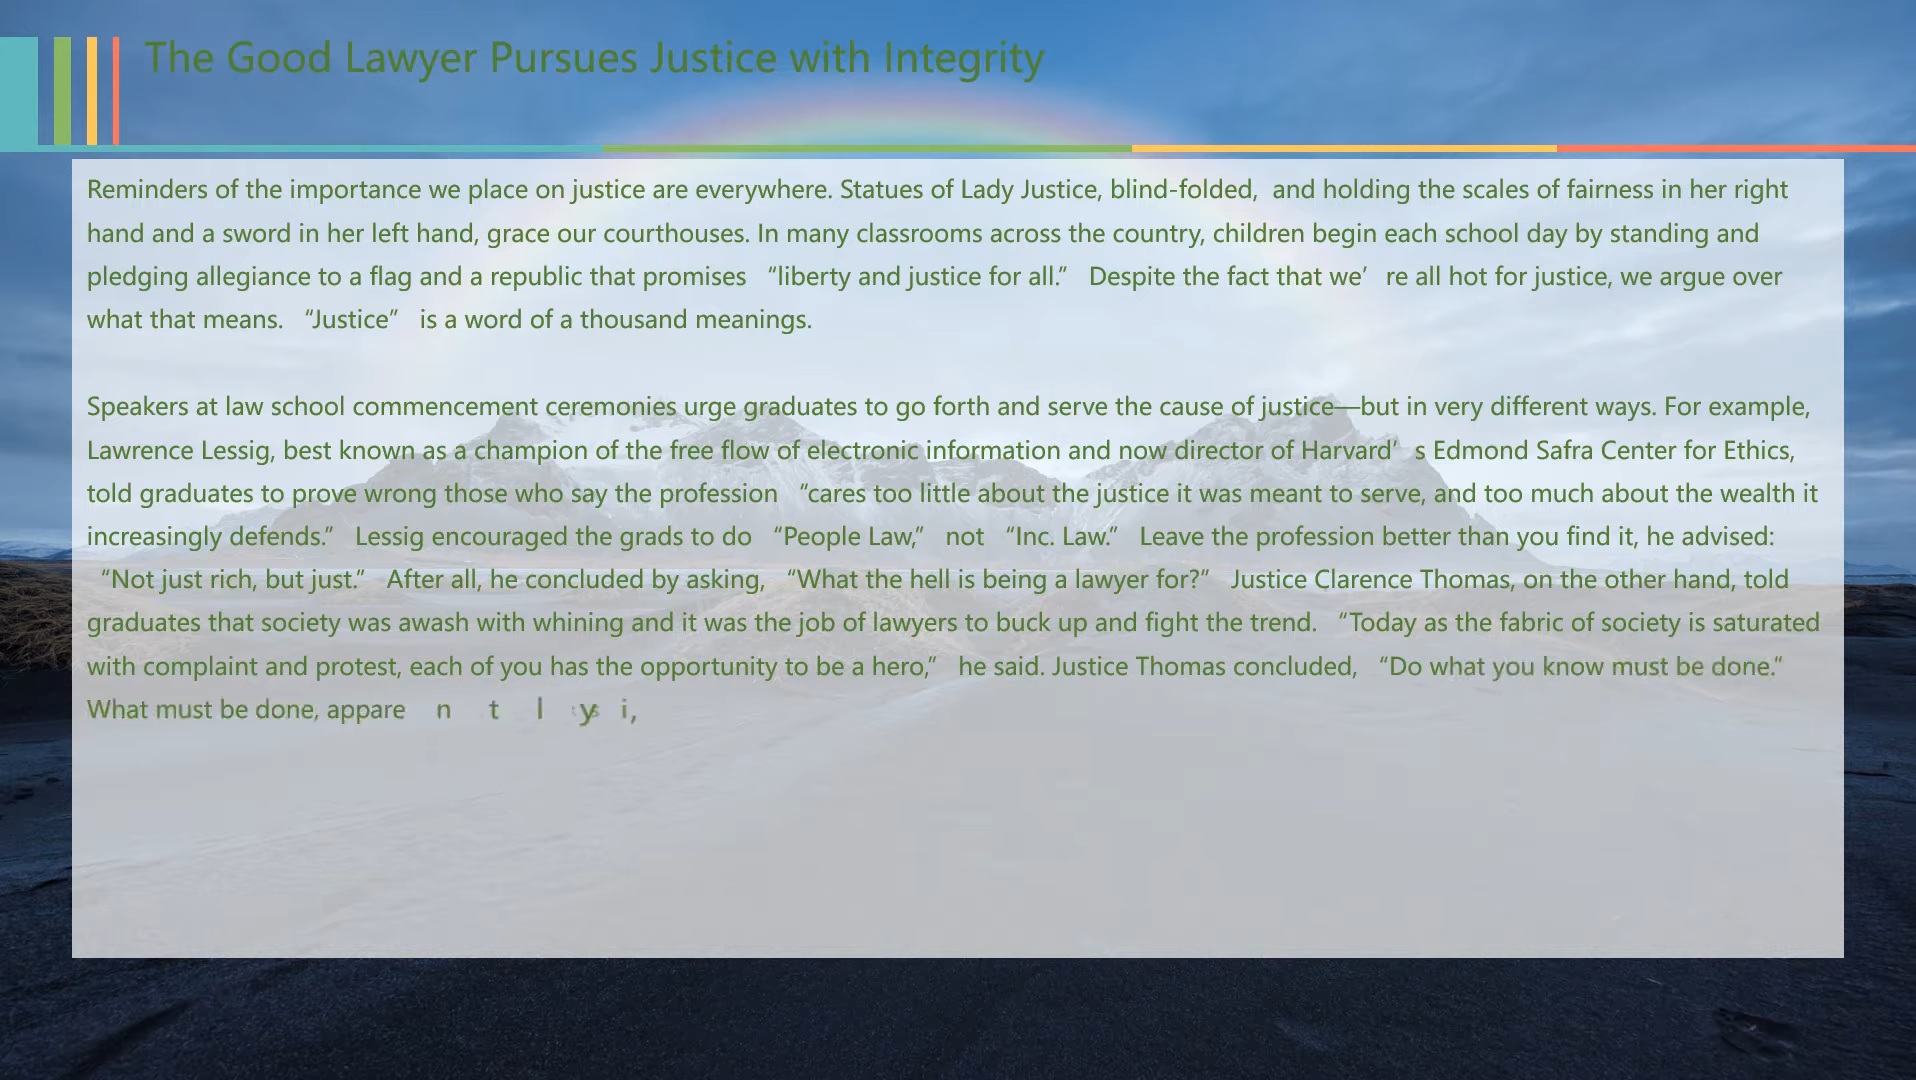 The Good Lawyer Pursues Justice with Integrity
Reminders of the importance we place on justice are everywhere. Statues of Lady Justice, blind-folded, and holding the scales of fairness in her right
hand and a sword in her left hand, grace our courthouses. In many classrooms across the country, children begin each school day by standing and
pledging allegiance to a flag and a republic that promises “liberty and justice for all.” Despite the fact that we’re all hot for justice, we argue over
what that means. “Justice” is a word of a thousand meanings.
Speakers at law school commencement ceremonies urge graduates to go forth and serve the cause of justice—but in very different ways. For example,
Lawrence Lessig, best known as a champion of the free flow of electronic information and now director of Harvard’s Edmond Safra Center for Ethics,
told graduates to prove wrong those who say the profession “cares too little about the justice it was meant to serve, and too much about the wealth it
increasingly defends.” Lessig encouraged the grads to do “People Law,” not “Inc. Law.” Leave the profession better than you find it, he advised:
“Not just rich, but just.” After all, he concluded by asking, “What the hell is being a lawyer for?” Justice Clarence Thomas, on the other hand, told
graduates that society was awash with whining and it was the job of lawyers to buck up and fight the trend. “Today as the fabric of society is saturated
with complaint and protest, each of you has the opportunity to be a hero,” he said. Justice Thomas concluded, “Do what you know must be done.”
What must be done, apparently